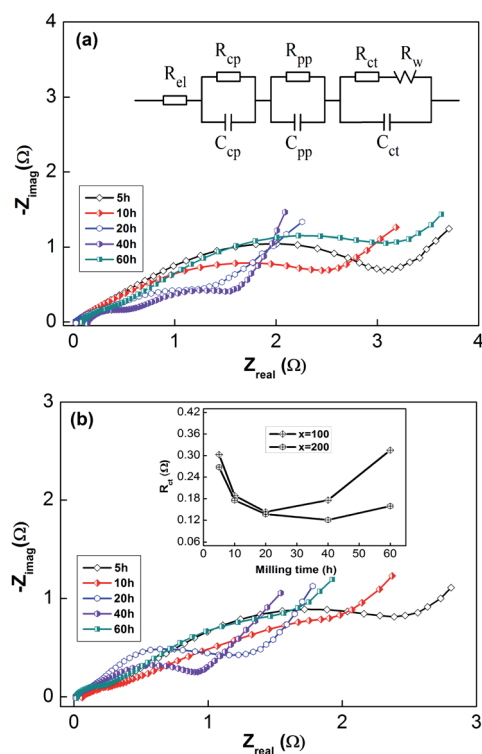 (a)
R_el
R_cp
C_cp
R_pp
C_pp
R_ct
R_w
C_ct
-Z_imag(Ω)
4
3
2
1
0
5h
10h
20h
40h
60h
0 1 2 3 4
Z_real (Ω)
(b)
-Z_imag(Ω)
3
2
1
0
R_ct (Ω)
0.42
0.36
0.30
0.24
0.18
0.12
x=100
x=200
0 10 20 30 40 50 60
Milling time (h)
5h
10h
20h
40h
60h
0 1 2 3
Z_real (Ω)